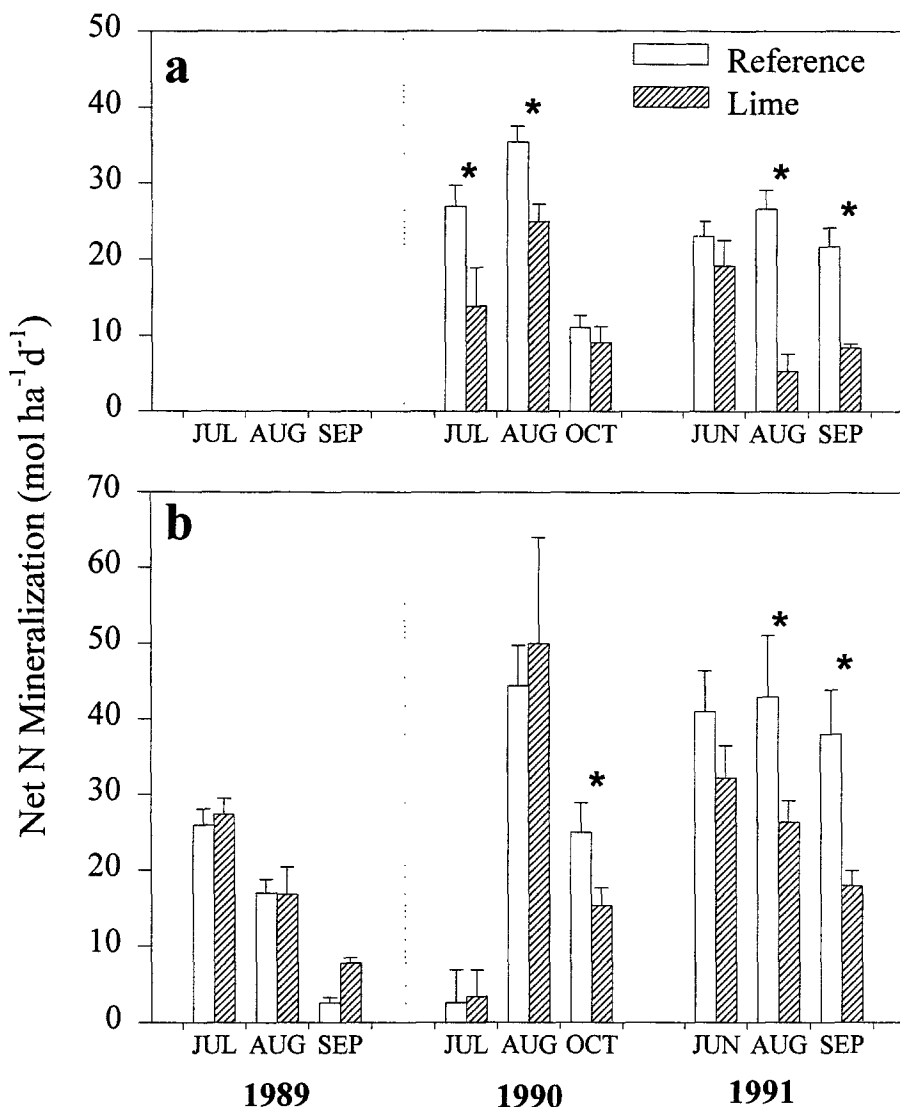 a
Reference
Lime
50
40
30
20
10
0
* * * *
JUL AUG SEP JUL AUG OCT JUN AUG SEP
Net N Mineralization (mol ha⁻¹d⁻¹)
b
70
60
50
40
30
20
10
0
* * *
JUL AUG SEP JUL AUG OCT JUN AUG SEP
1989 1990 1991